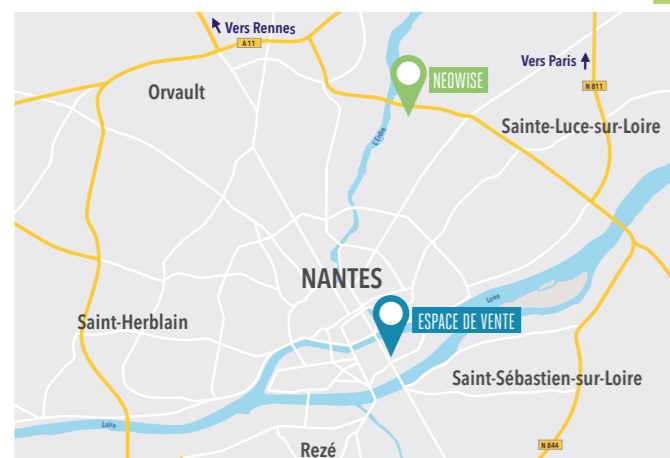 Vers Rennes
A11
Vers Paris
NEOWISE
N 811
Orvault
Sainte-Luce-sur-Loire
L'Erdre
NANTES
Loire
ESPACE DE VENTE
Saint-Herblain
Saint-Sébastien-sur-Loire
Loire
N 844
Rezé